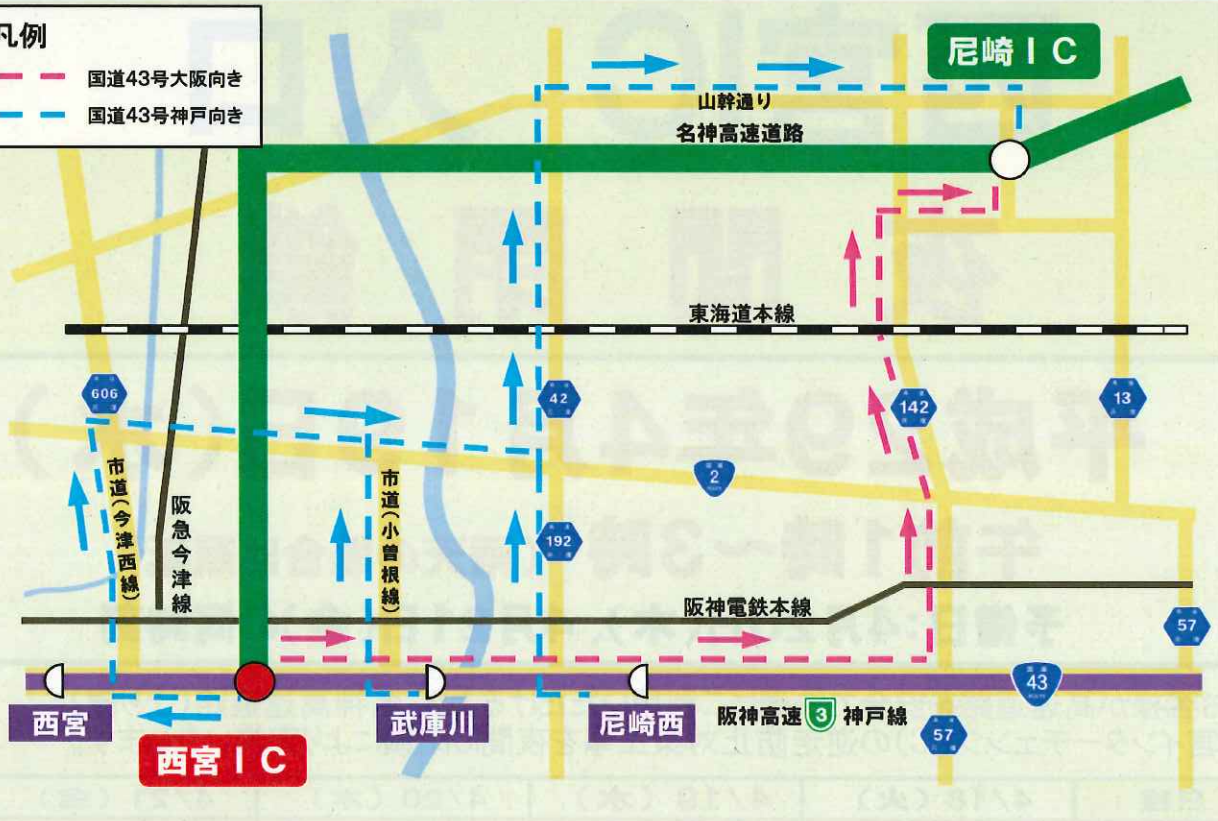 凡例
国道43号大阪向き
国道43号神戸向き
尼崎IC
山幹通り
名神高速道路
東海道本線
606
42
142
13
2
市道(今津西線)
阪急今津線
市道(小曽根線)
192
阪神電鉄本線
57
43
西宮
武庫川
尼崎西
阪神高速 3 神戸線
57
西宮IC